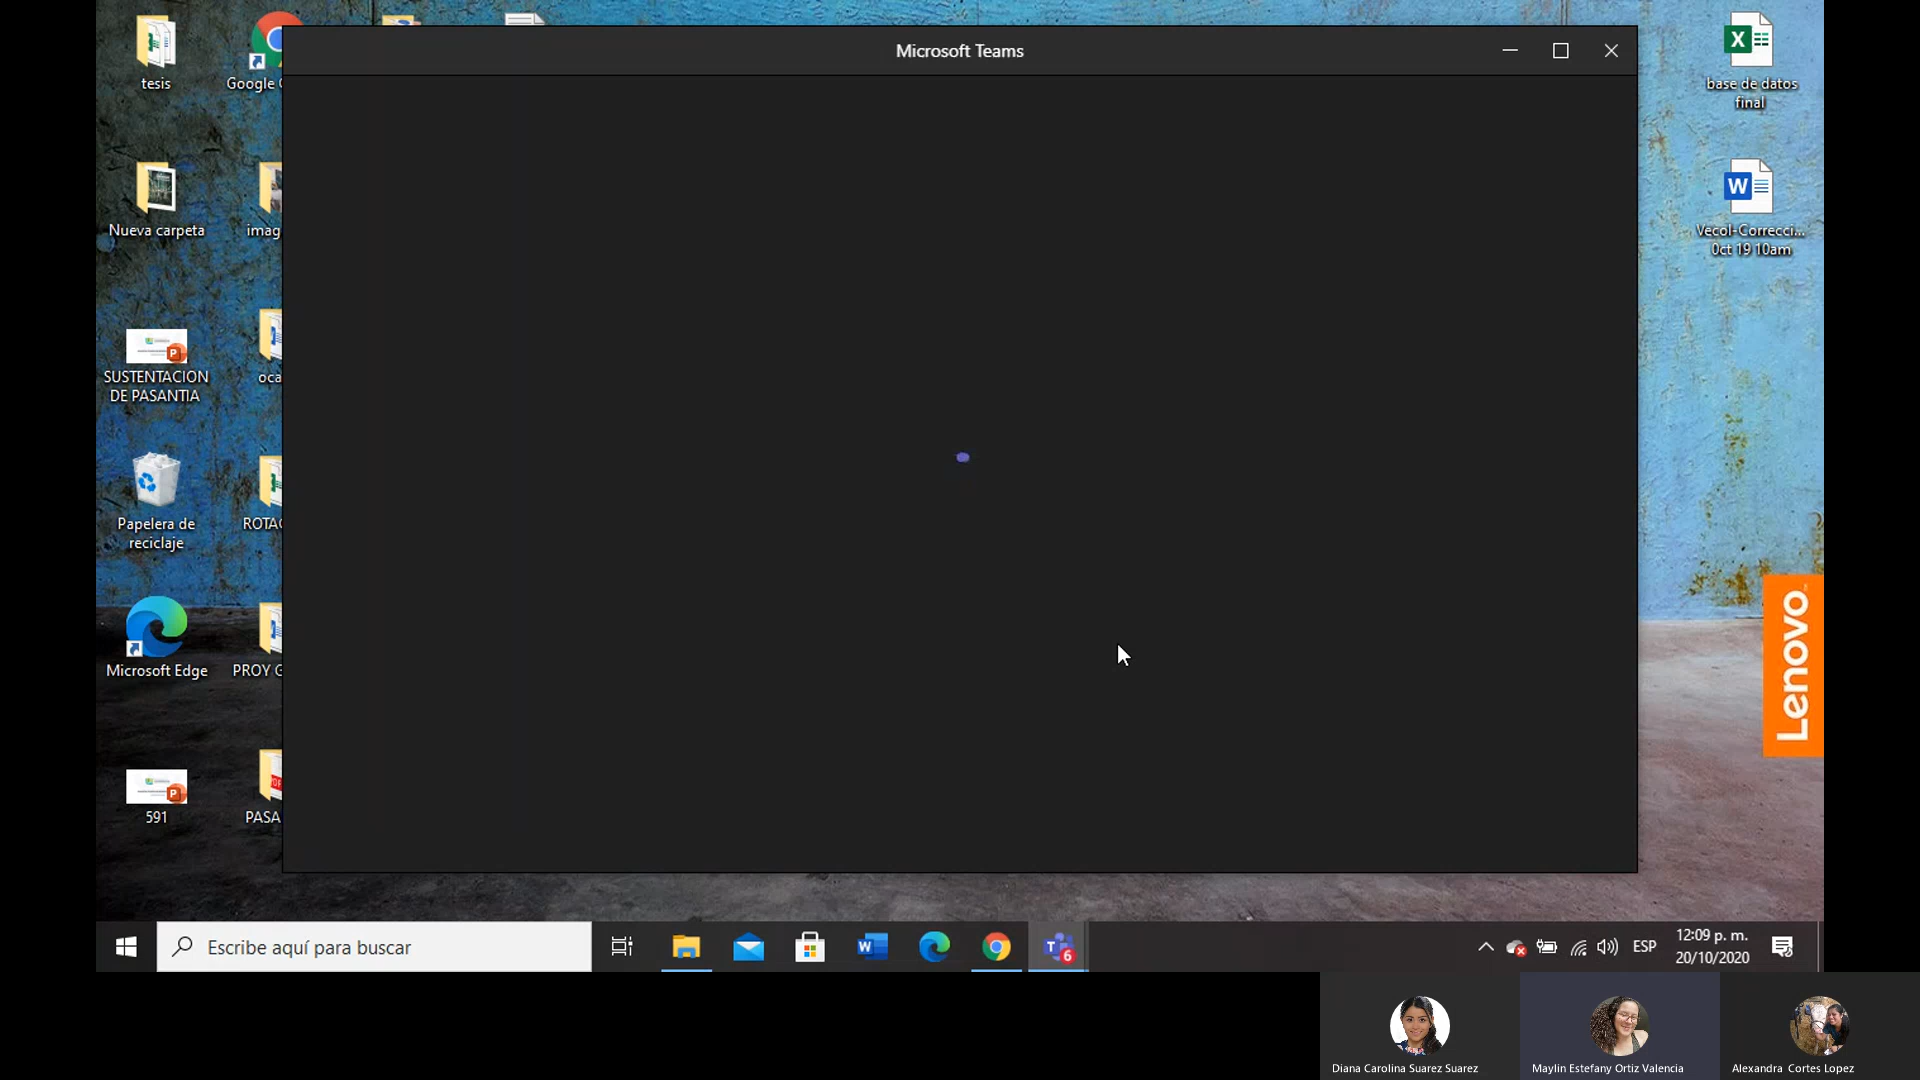 Microsoft Teams
tesis
Google
base de datos
final
Nueva carpeta
imag
Vecol-Correcci...
Oct 19 10am
SUSTENTACION
DE PASANTIA
oca
Papelera de
reciclaje
ROTAC
Microsoft Edge
PROY G
Lenovo
591
PASA
Escribe aquí para buscar
6
ESP
12:09 p. m.
20/10/2020
Diana Carolina Suarez Suarez
Maylin Estefany Ortiz Valencia
Alexandra Cortes Lopez